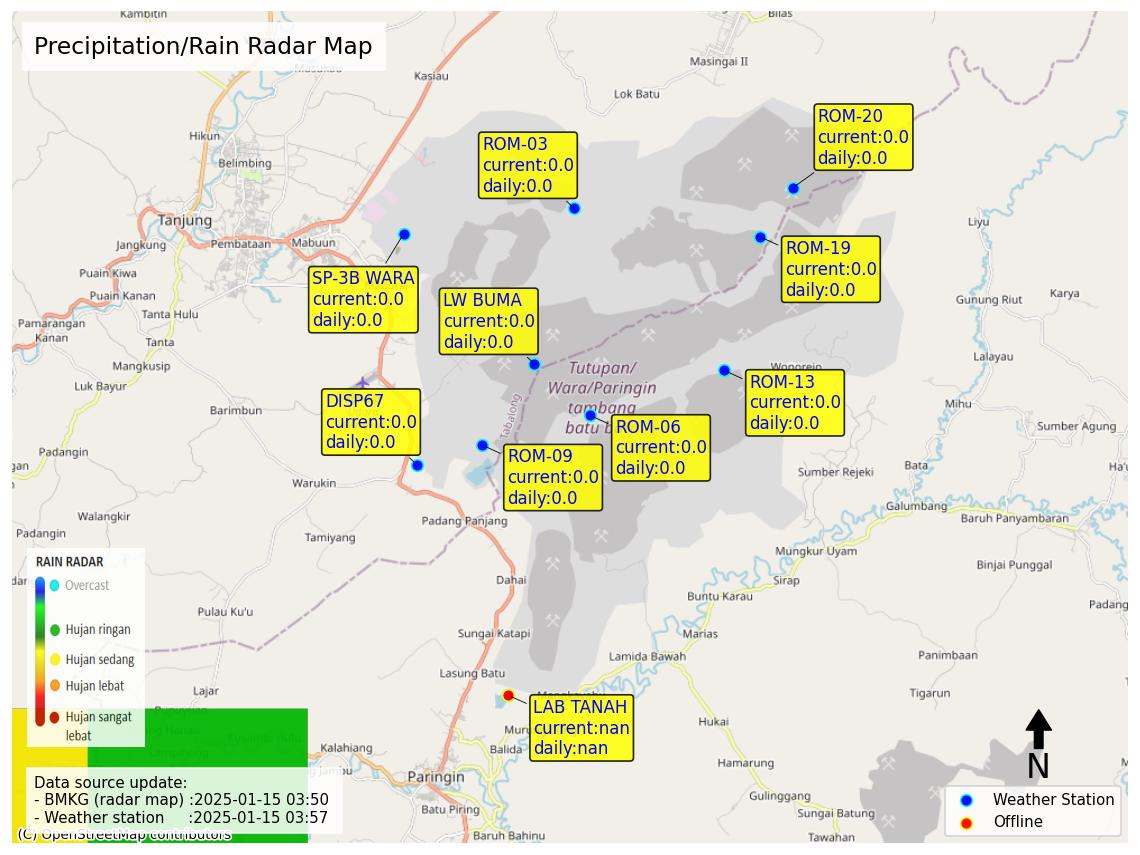 Precipitation/Rain Radar Map
Kambitin
Bilas
Masingai II
Masukau
Kasiau
Lok Batu
Hikun
Belimbing
Tanjung
Jangkung
Pembataan
Mabuun
Puain Kiwa
Puain Kanan
Tanta Hulu
Pamarangan
Kanan
Tanta
Mangkusip
Luk Bayur
Barimbun
Padangin
Warukin
Walangkir
Padangin
Tamiyang
Padang Panjang
Dahai
Pulau Ku'u
Sungai Katapi
Lasung Batu
Lajar
Kalahiang
Paringin
Balida
Batu Piring
Baruh Bahinu
Liyu
Gunung Riut
Karya
Lalayau
Wonorejo
Mihu
Sumber Agung
Bata
Sumber Rejeki
Galumbang
Baruh Panyambaran
Mungkur Uyam
Binjai Punggal
Sirap
Buntu Karau
Marias
Lamida Bawah
Panimbaan
Tigarun
Hukai
Hamarung
Gulinggang
Sungai Batung
Tawahan
Padang
Tabalong
Tutupan/
Wara/Paringin
tambang
batu b
ROM-03
current:0.0
daily:0.0
ROM-20
current:0.0
daily:0.0
ROM-19
current:0.0
daily:0.0
SP-3B WARA
current:0.0
daily:0.0
LW BUMA
current:0.0
daily:0.0
ROM-13
current:0.0
daily:0.0
DISP67
current:0.0
daily:0.0
ROM-06
current:0.0
daily:0.0
ROM-09
current:0.0
daily:0.0
LAB TANAH
current:nan
daily:nan
RAIN RADAR
Overcast
Hujan ringan
Hujan sedang
Hujan lebat
Hujan sangat
lebat
Data source update:
- BMKG (radar map) :2025-01-15 03:50
- Weather station :2025-01-15 03:57
(C) OpenStreetMap contributors
N
Weather Station
Offline